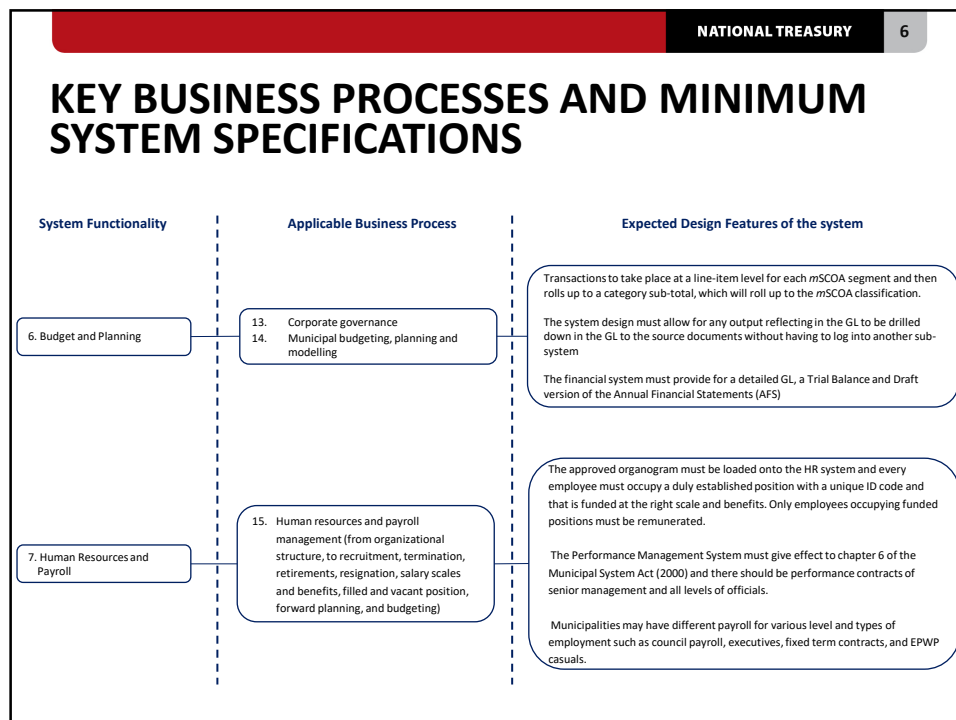 NATIONAL TREASURY 6
KEY BUSINESS PROCESSES AND MINIMUM
SYSTEM SPECIFICATIONS
System Functionality
Applicable Business Process
Expected Design Features of the system
6. Budget and Planning
13. Corporate governance
14. Municipal budgeting, planning and
modelling
Transactions to take place at a line-item level for each mSCOA segment and then
rolls up to a category sub-total, which will roll up to the mSCOA classification.
The system design must allow for any output reflecting in the GL to be drilled
down in the GL to the source documents without having to log into another sub-
system
The financial system must provide for a detailed GL, a Trial Balance and Draft
version of the Annual Financial Statements (AFS)
7. Human Resources and
Payroll
15. Human resources and payroll
management (from organizational
structure, to recruitment, termination,
retirements, resignation, salary scales
and benefits, filled and vacant position,
forward planning, and budgeting)
The approved organogram must be loaded onto the HR system and every
employee must occupy a duly established position with a unique ID code and
that is funded at the right scale and benefits. Only employees occupying funded
positions must be remunerated.
The Performance Management System must give effect to chapter 6 of the
Municipal System Act (2000) and there should be performance contracts of
senior management and all levels of officials.
Municipalities may have different payroll for various level and types of
employment such as council payroll, executives, fixed term contracts, and EPWP
casuals.